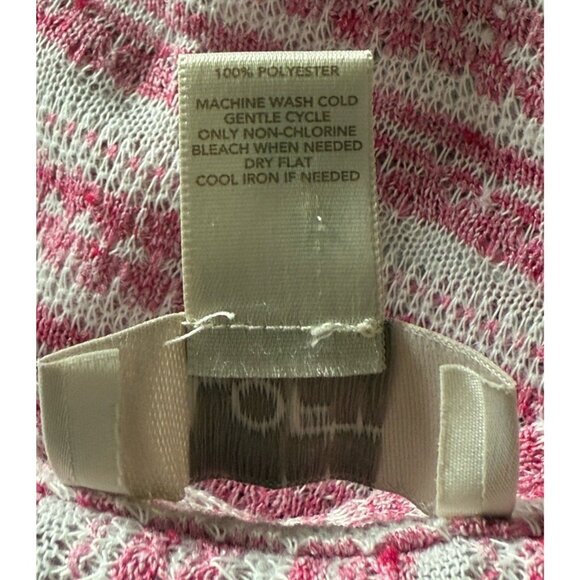 100% POLYESTER
MACHINE WASH COLD
GENTLE CYCLE
ONLY NON-CHLORINE
BLEACH WHEN NEEDED
DRY FLAT
COOL IRON IF NEEDED